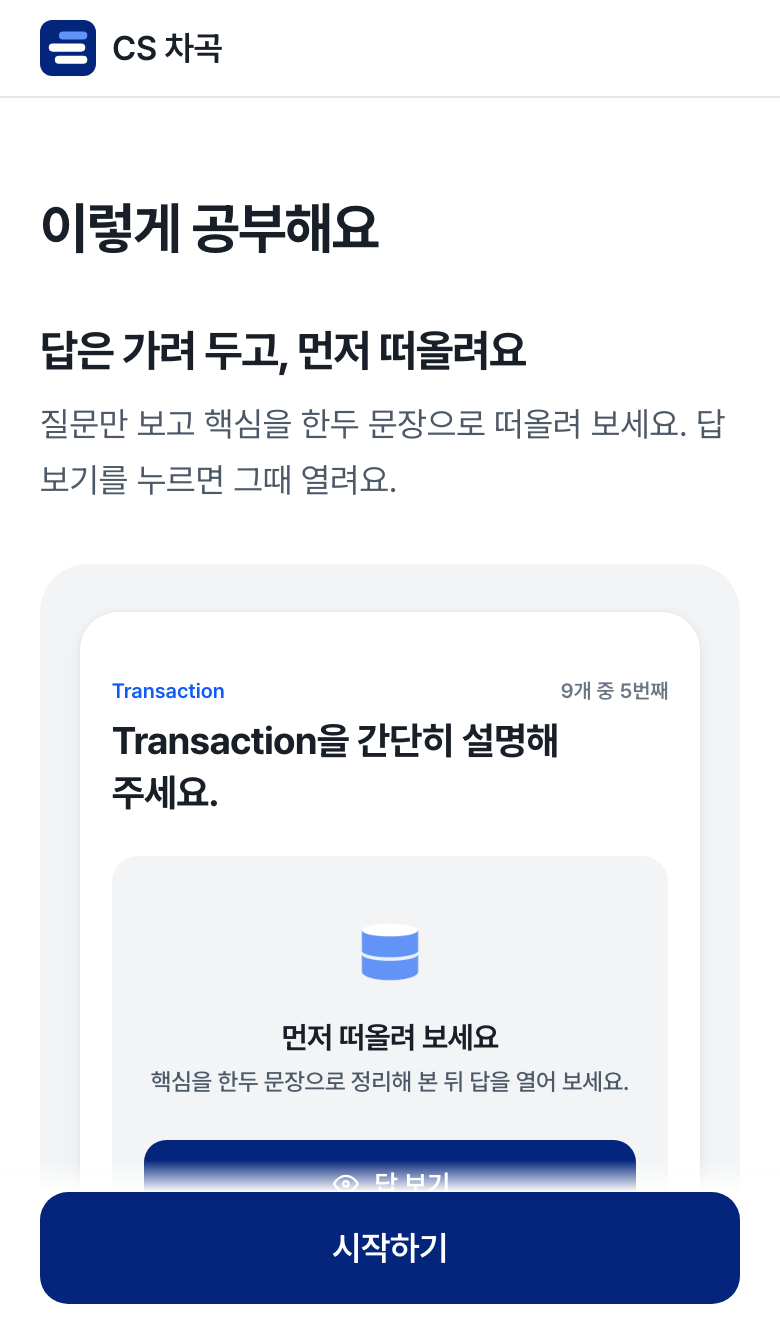 CS 차곡
이렇게 공부해요
답은 가려 두고, 먼저 떠올려요
질문만 보고 핵심을 한두 문장으로 떠올려 보세요. 답
보기를 누르면 그때 열려요.
Transaction
9개 중 5번째
Transaction을 간단히 설명해
주세요.
먼저 떠올려 보세요
핵심을 한두 문장으로 정리해 본 뒤 답을 열어 보세요.
답 보기
시작하기